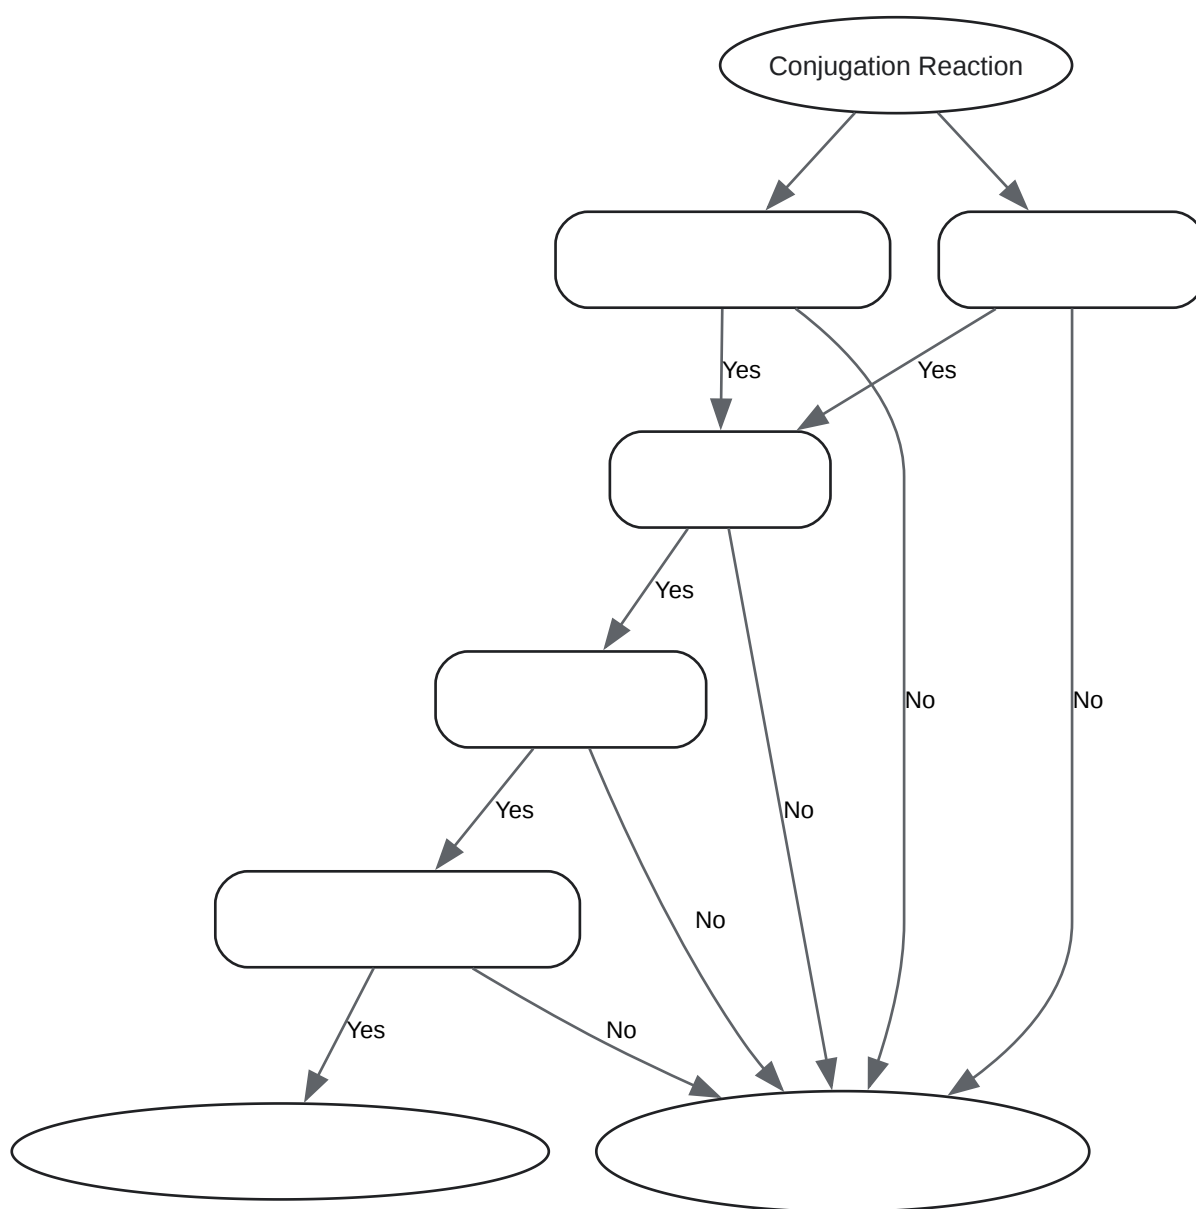 Conjugation Reaction
Yes
Yes
Yes
No
No
Yes
No
No
Yes
No